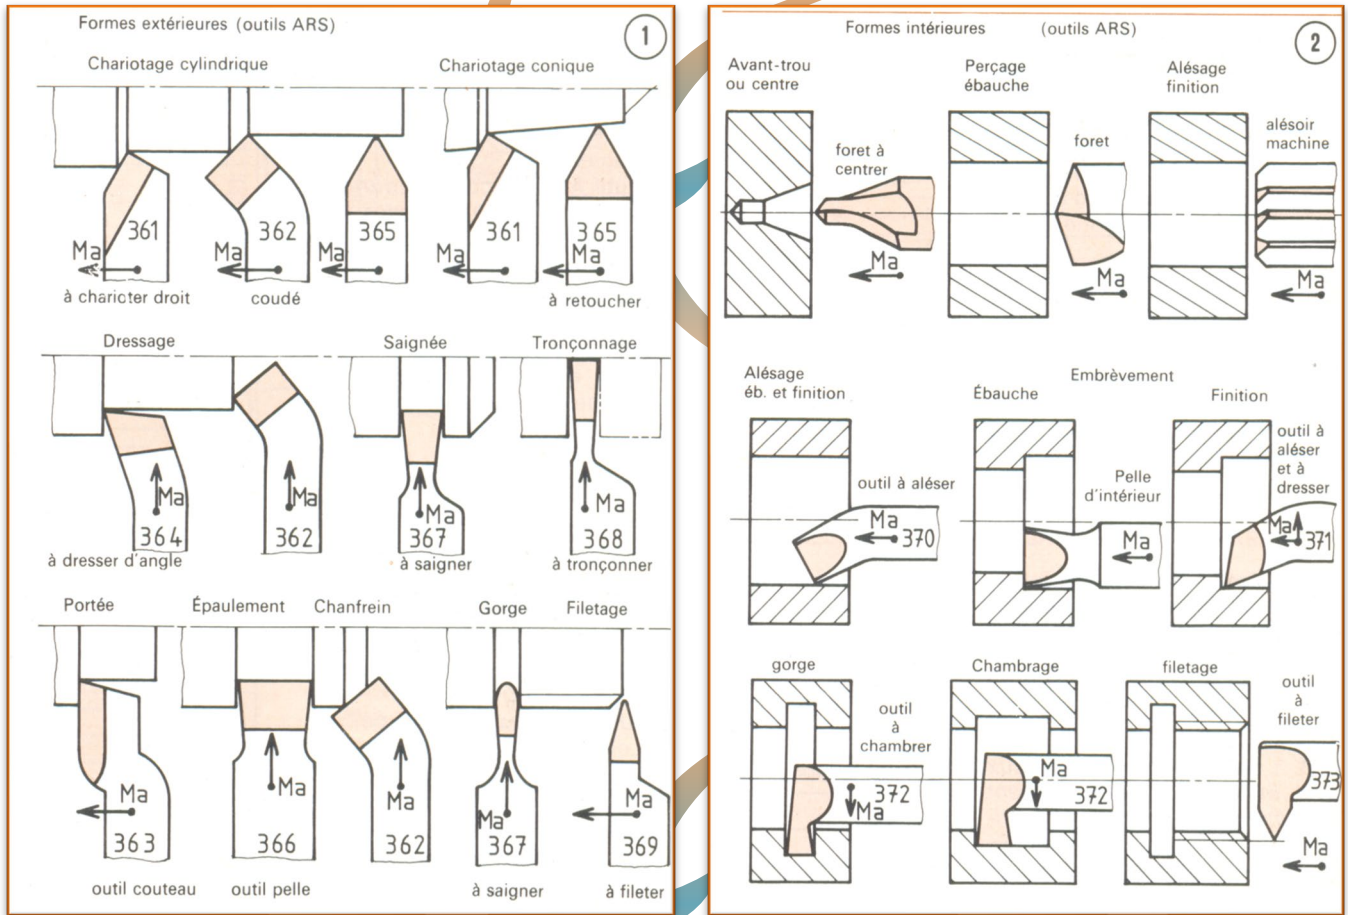 Formes extérieures (outils ARS)
1
Chariotage cylindrique
Chariotage conique
361
362
365
361
365
Ma
Ma
Ma
Ma
Ma
à charioter droit
coudé
à retoucher
Dressage
Saignée
Tronçonnage
Ma
Ma
Ma
Ma
364
362
367
368
à dresser d'angle
à saigner
à tronçonner
Portée
Épaulement
Chanfrein
Gorge
Filetage
Ma
Ma
Ma
Ma
Ma
363
366
362
367
369
outil couteau
outil pelle
à saigner
à fileter
Formes intérieures (outils ARS)
2
Avant-trou
ou centre
Perçage
ébauche
Alésage
finition
foret à
centrer
foret
alésoir
machine
Ma
Ma
Ma
Alésage
éb. et finition
Embrèvement
Ébauche
Finition
outil à aléser
Pelle
d'intérieur
outil à
aléser
et à
dresser
Ma
370
Ma
Ma
371
gorge
Chambrage
filetage
outil
à
chambrer
outil
à
fileter
372
Ma
Ma
372
373
Ma